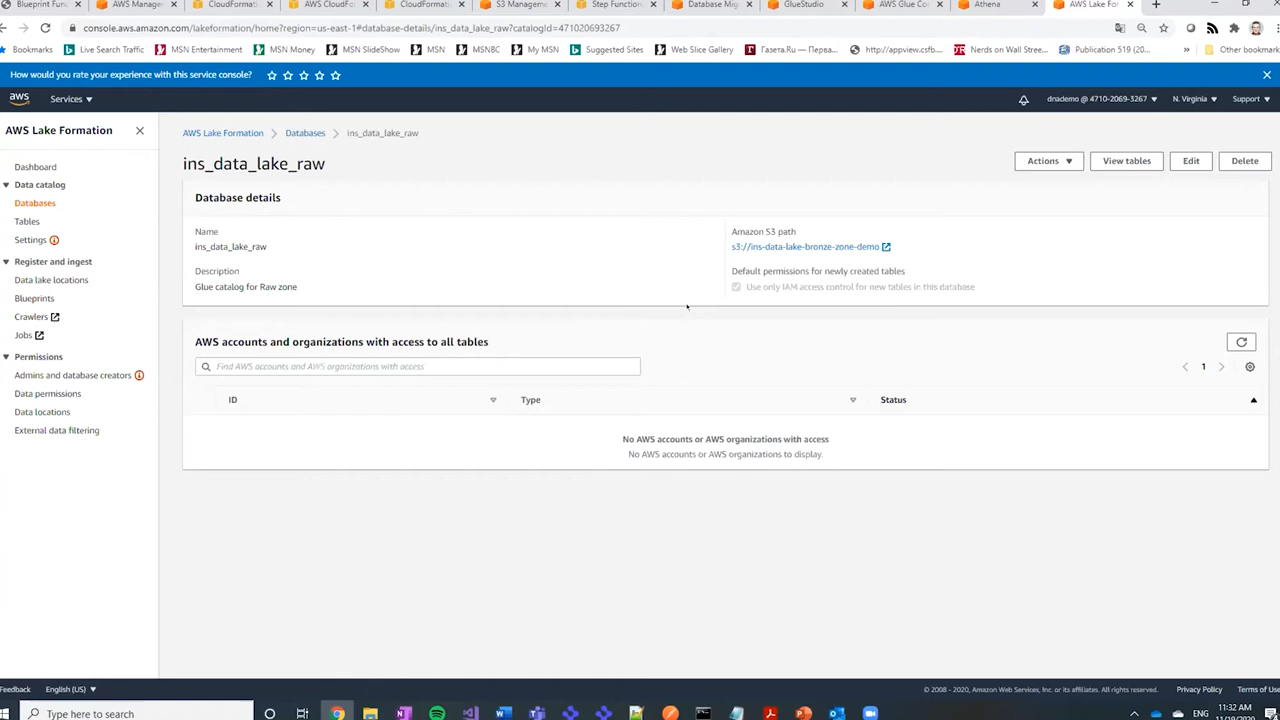 Blueprint Fun
AWS Manage
CloudFormati
AWS CloudForm
CloudFormati
S3 Manageme
Step Function
Database Mig
GlueStudio
AWS Glue Co
Athena
AWS Lake Fo
console.aws.amazon.com/lakeformation/home?region=us-east-1#database-details/ins_data_lake_raw?catalogId=471020693267
Bookmarks
Live Search Traffic
MSN Entertainment
MSN Money
MSN SlideShow
MSN
MSNBC
My MSN
Suggested Sites
Web Slice Gallery
Газета.Ru — Перва...
http://appview.csfb...
Nerds on Wall Stree...
Publication 519 (20...
»
Other bookmarks
How would you rate your experience with this service console?
aws
Services
dnademo @ 4710-2069-3267
N. Virginia
Support
AWS Lake Formation
Dashboard
Data catalog
Databases
Tables
Settings
Register and ingest
Data lake locations
Blueprints
Crawlers
Jobs
Permissions
Admins and database creators
Data permissions
Data locations
External data filtering
AWS Lake Formation
Databases
ins_data_lake_raw
ins_data_lake_raw
Actions
View tables
Edit
Delete
Database details
Name
ins_data_lake_raw
Description
Glue catalog for Raw zone
Amazon S3 path
s3://ins-data-lake-bronze-zone-demo
Default permissions for newly created tables
Use only IAM access control for new tables in this database
AWS accounts and organizations with access to all tables
Find AWS accounts and AWS organizations with access
1
ID
Type
Status
No AWS accounts or AWS organizations with access
No AWS accounts or AWS organizations to display.
Feedback
English (US)
© 2008 - 2020, Amazon Web Services, Inc. or its affiliates. All rights reserved.
Privacy Policy
Terms of Use
Type here to search
ENG
11:32 AM
11/19/2020